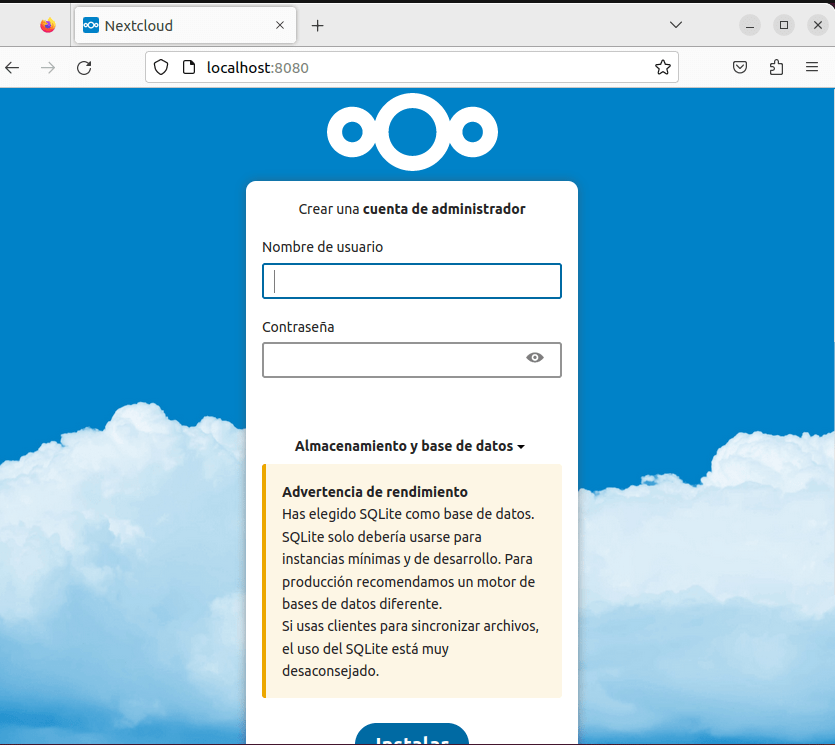 Nextcloud
localhost:8080
Crear una cuenta de administrador
Nombre de usuario
Contraseña
Almacenamiento y base de datos
Advertencia de rendimiento
Has elegido SQLite como base de datos.
SQLite solo debería usarse para
instancias mínimas y de desarrollo. Para
producción recomendamos un motor de
bases de datos diferente.
Si usas clientes para sincronizar archivos,
el uso del SQLite está muy
desaconsejado.
Instalar